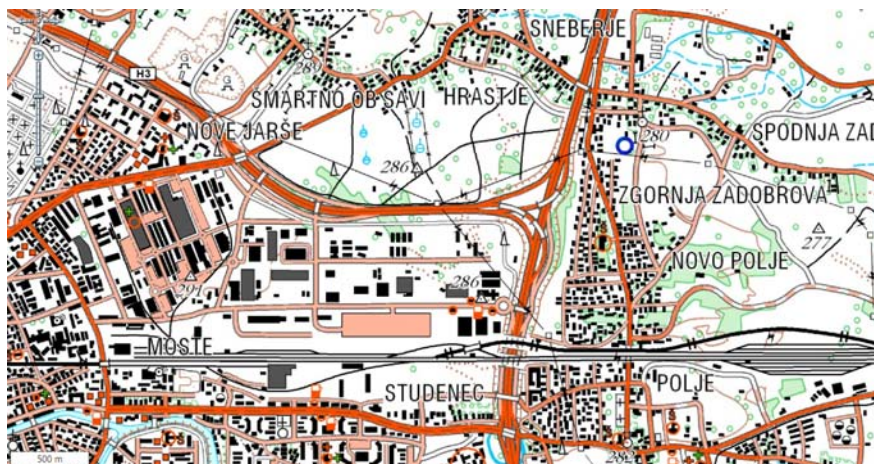 SNEBERJE
H3
280
ŠMARTNO OB SAVI
HRASTJE
NOVE JARŠE
280
SPODNJA ZAD
286
ZGORNJA ZADOBROVA
277
NOVO POLJE
291
286
MOSTE
STUDENEC
POLJE
282
500 m